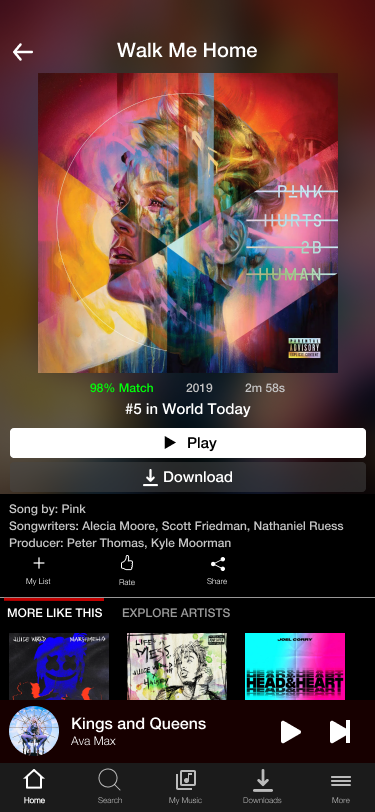 Walk Me Home
P!NK
HURTS
2B
HUMAN
PARENTAL
ADVISORY
EXPLICIT CONTENT
98% Match 2019 2m 58s
#5 in World Today
Play
Download
Song by: Pink
Songwriters: Alecia Moore, Scott Friedman, Nathaniel Ruess
Producer: Peter Thomas, Kyle Moorman
My List Rate Share
MORE LIKE THIS EXPLORE ARTISTS
JUICE WRLD MARSHMELLO
LIFE'S
MESS
JUICE WRLD
HALSEY
JOEL CORRY
HEAD&HEART
Kings and Queens
Ava Max
Home Search My Music Downloads More